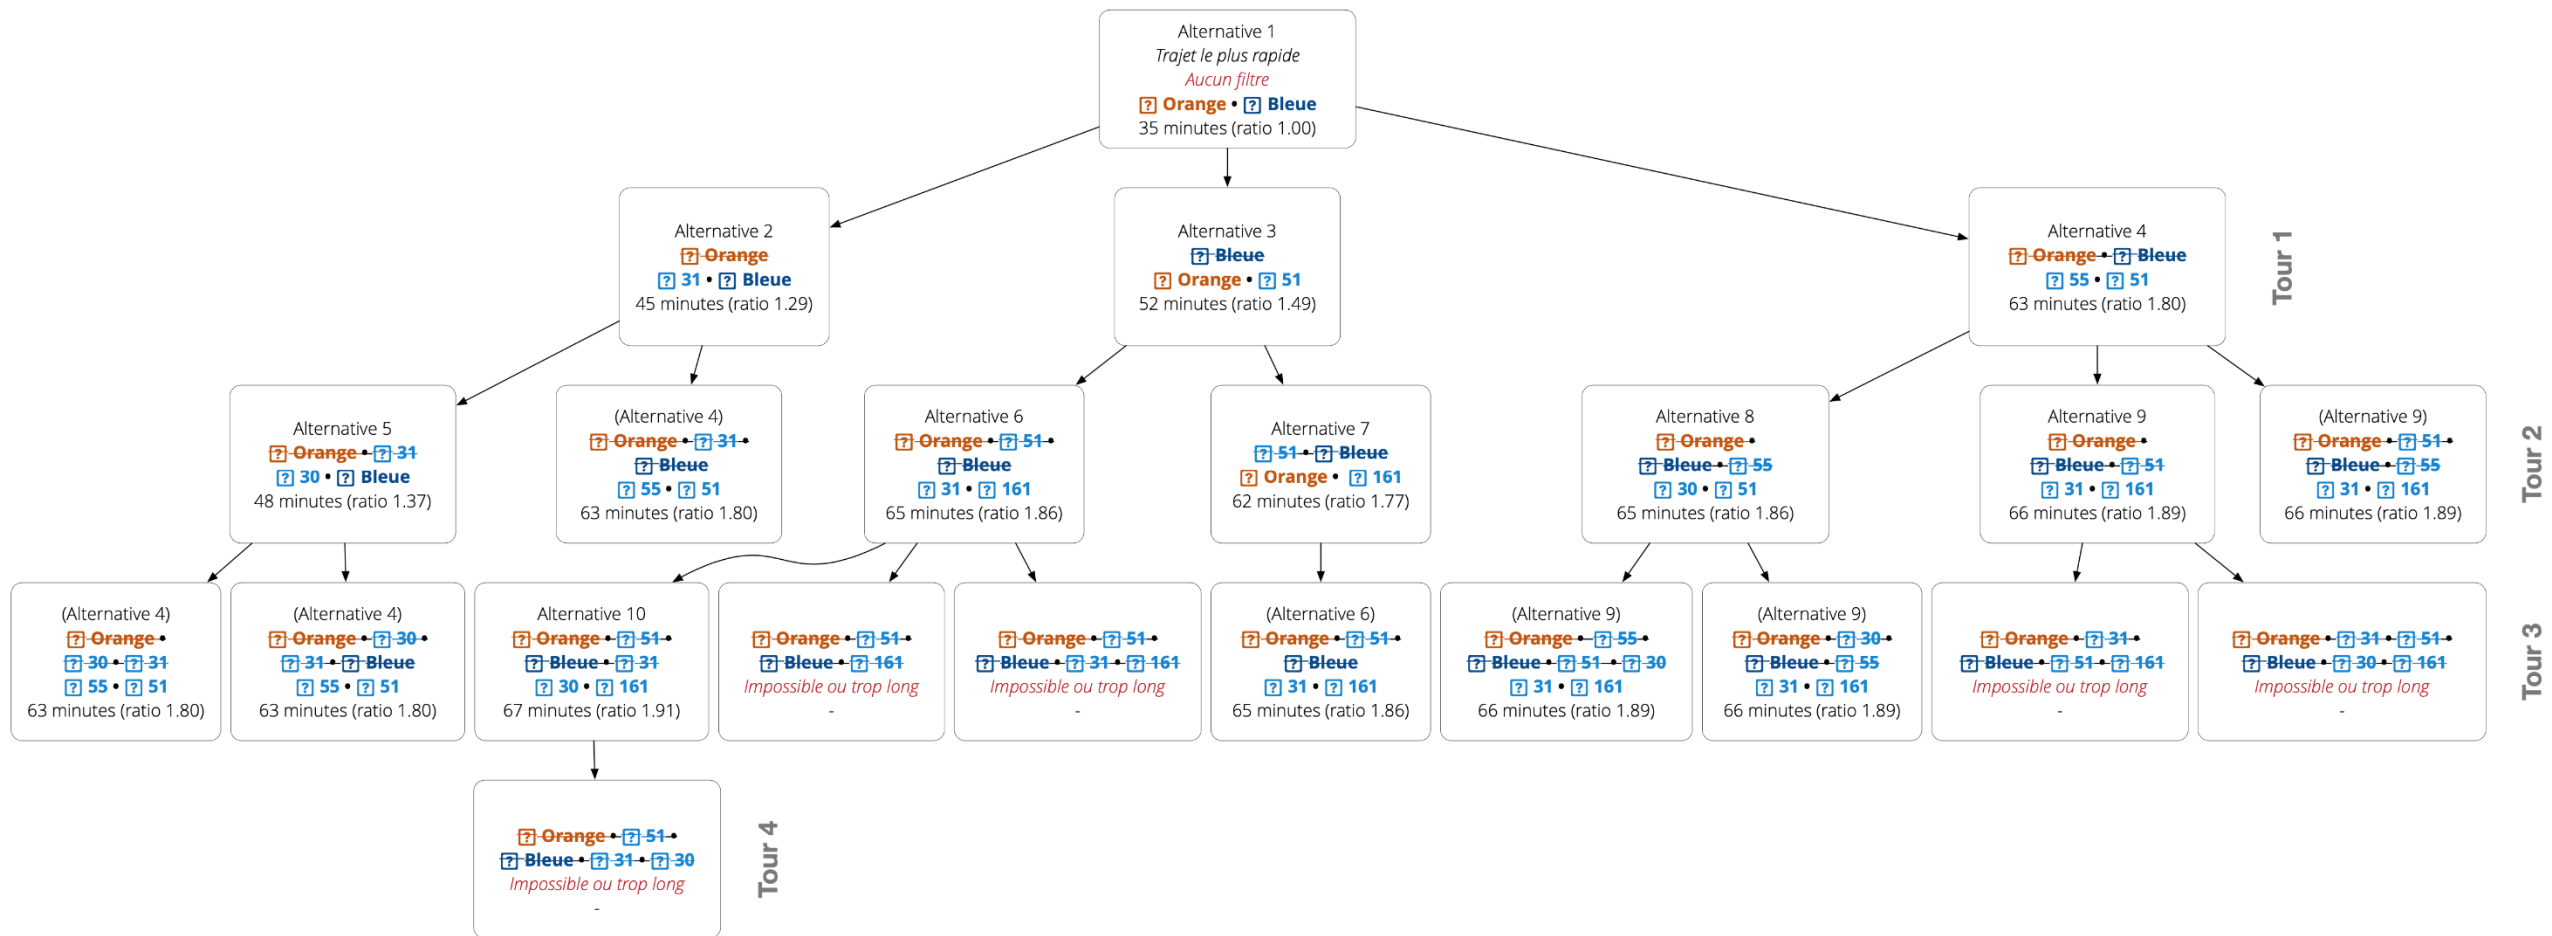 Alternative 1
Trajet le plus rapide
Aucun filtre
? Orange • ? Bleue
35 minutes (ratio 1.00)
Alternative 2
? Orange
? 31 • ? Bleue
45 minutes (ratio 1.29)
Alternative 3
? Bleue
? Orange • ? 51
52 minutes (ratio 1.49)
Alternative 4
? Orange • ? Bleue
? 55 • ? 51
63 minutes (ratio 1.80)
Tour 1
Alternative 5
? Orange • ? 31
? 30 • ? Bleue
48 minutes (ratio 1.37)
(Alternative 4)
? Orange • ? 31 •
? Bleue
? 55 • ? 51
63 minutes (ratio 1.80)
Alternative 6
? Orange • ? 51 •
? Bleue
? 31 • ? 161
65 minutes (ratio 1.86)
Alternative 7
? 51 • ? Bleue
? Orange • ? 161
62 minutes (ratio 1.77)
Alternative 8
? Orange •
? Bleue • ? 55
? 30 • ? 51
65 minutes (ratio 1.86)
Alternative 9
? Orange •
? Bleue • ? 51
? 31 • ? 161
66 minutes (ratio 1.89)
(Alternative 9)
? Orange • ? 51 •
? Bleue • ? 55
? 31 • ? 161
66 minutes (ratio 1.89)
Tour 2
(Alternative 4)
? Orange •
? 30 • ? 31
? 55 • ? 51
63 minutes (ratio 1.80)
(Alternative 4)
? Orange • ? 30 •
? 31 • ? Bleue
? 55 • ? 51
63 minutes (ratio 1.80)
Alternative 10
? Orange • ? 51 •
? Bleue • ? 31
? 30 • ? 161
67 minutes (ratio 1.91)
? Orange • ? 51 •
? Bleue • ? 161
Impossible ou trop long
-
? Orange • ? 51 •
? Bleue • ? 31 • ? 161
Impossible ou trop long
-
(Alternative 6)
? Orange • ? 51 •
? Bleue
? 31 • ? 161
65 minutes (ratio 1.86)
(Alternative 9)
? Orange • ? 55 •
? Bleue • ? 51 • ? 30
? 31 • ? 161
66 minutes (ratio 1.89)
(Alternative 9)
? Orange • ? 30 •
? Bleue • ? 55
? 31 • ? 161
66 minutes (ratio 1.89)
? Orange • ? 31 •
? Bleue • ? 51 • ? 161
Impossible ou trop long
-
? Orange • ? 31 • ? 51 •
? Bleue • ? 30 • ? 161
Impossible ou trop long
-
Tour 3
? Orange • ? 51 •
? Bleue • ? 31 • ? 30
Impossible ou trop long
-
Tour 4